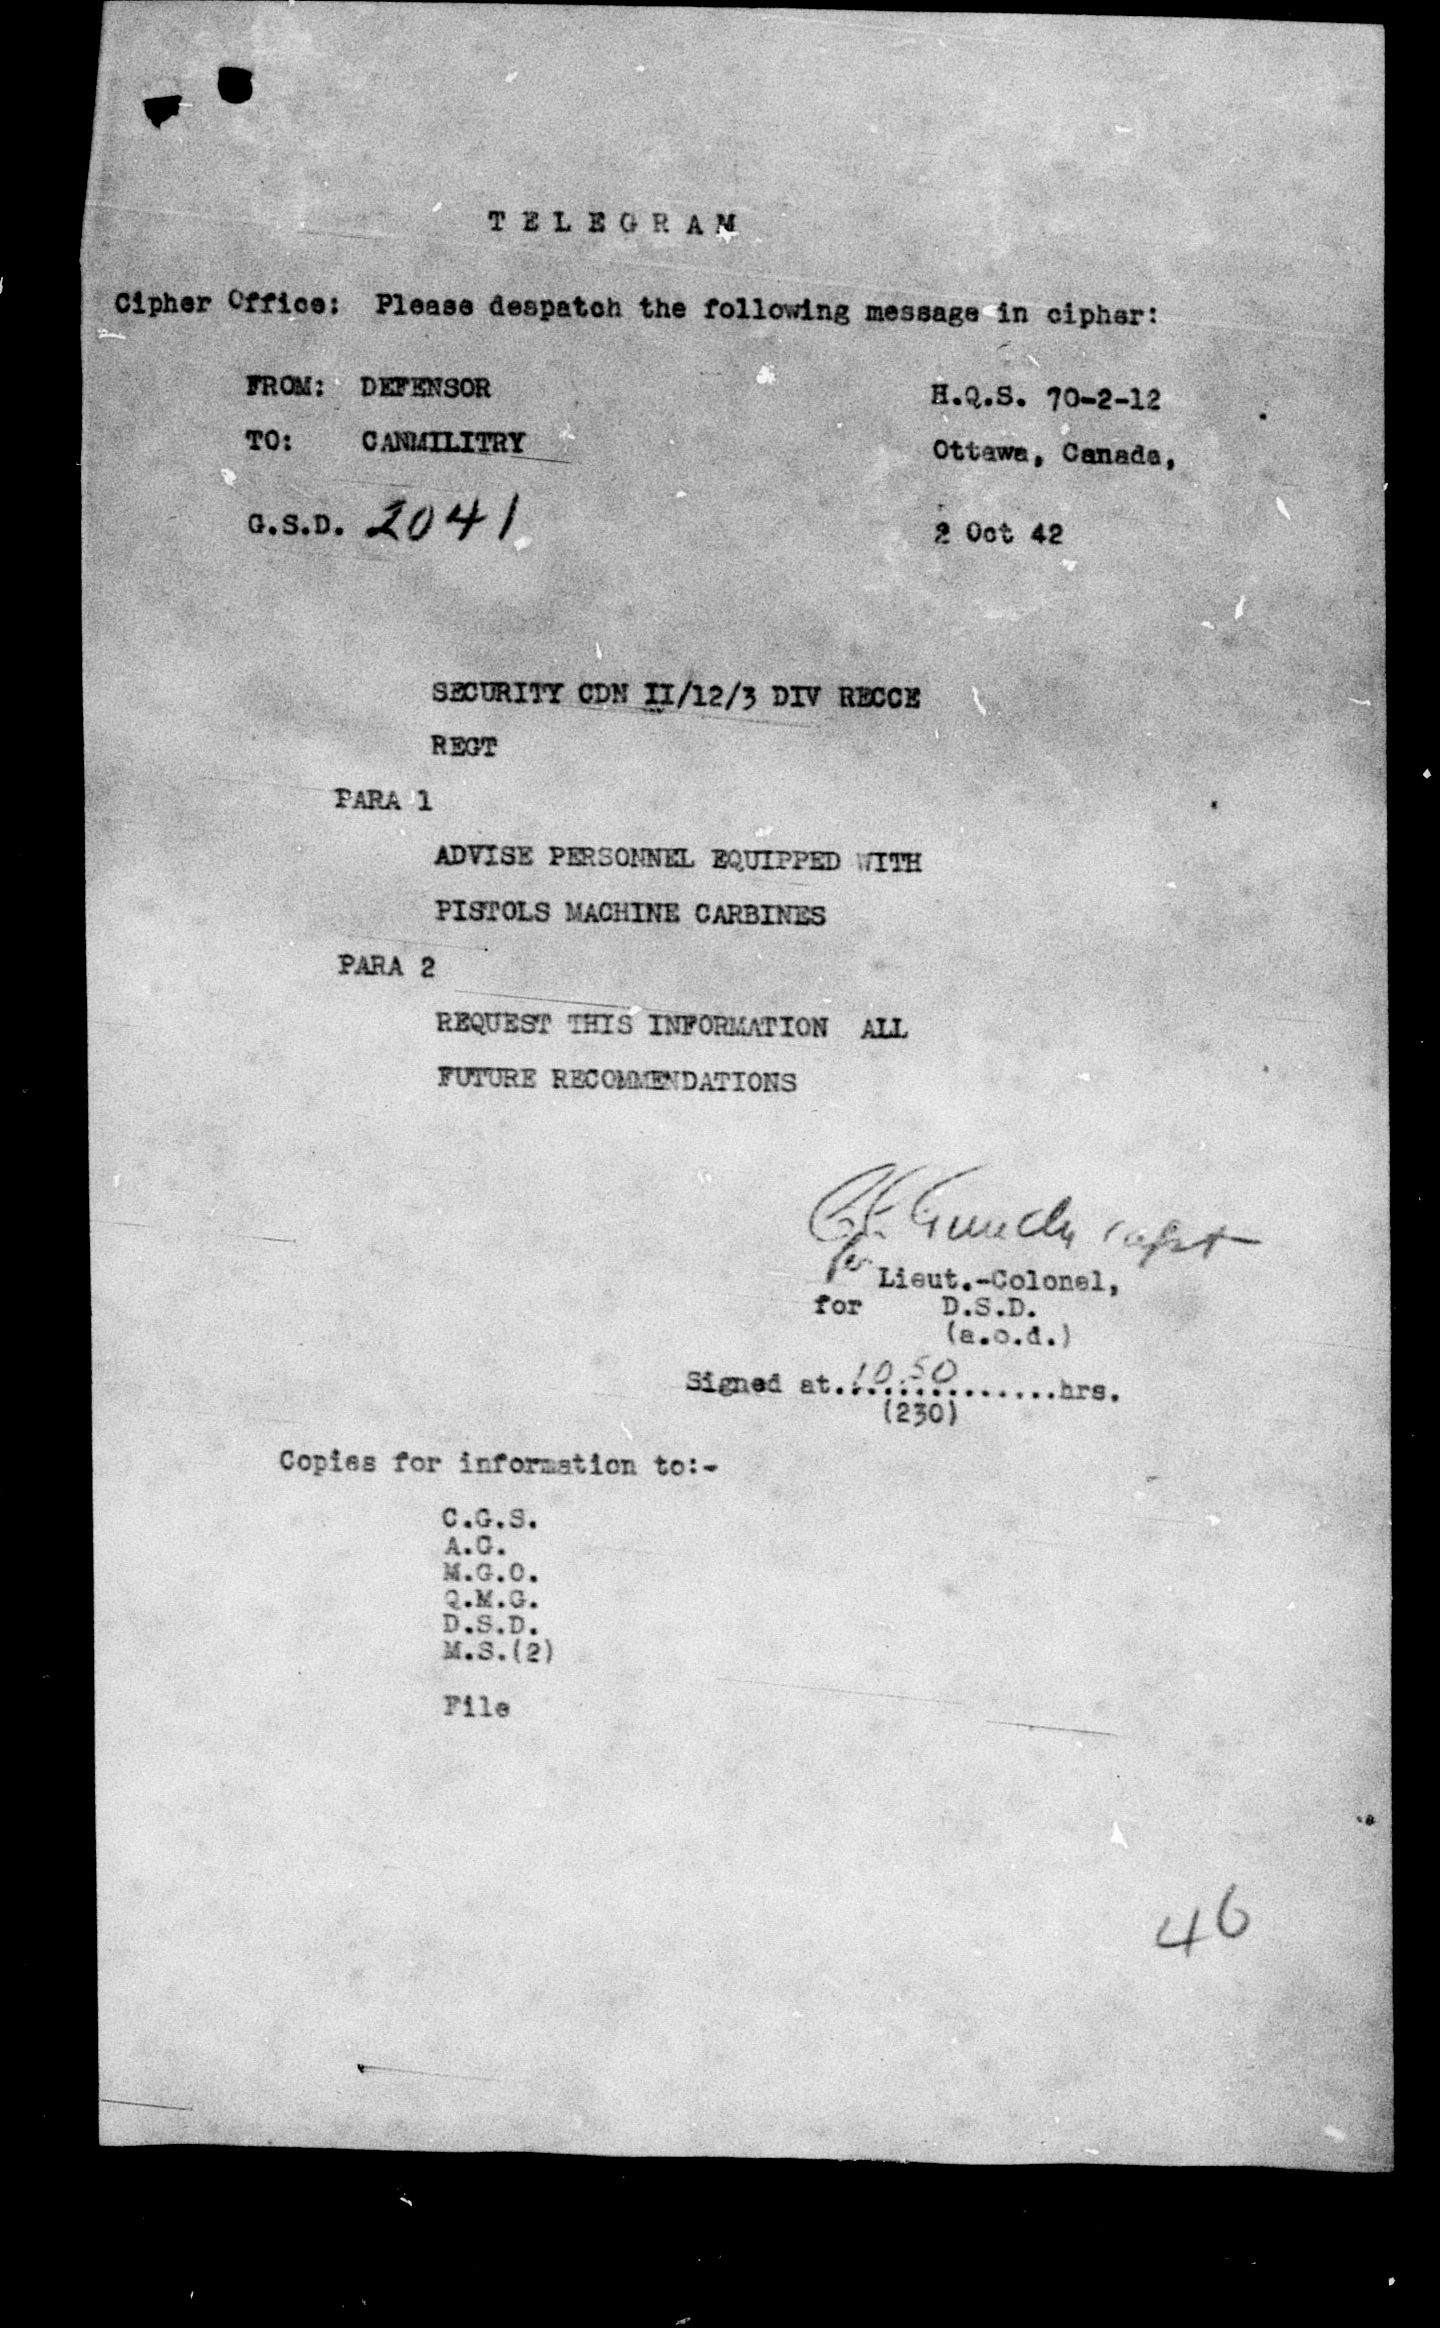 TELEGRAM
Cipher Office: Please despatch the following message in cipher:
FROM: DEFENSOR
H.Q.S. 70-2-12
TO: CANMILITRY
Ottawa, Canada,
G.S.D. 2041
2 Oct 42
SECURITY CDN II/12/3 DIV RECCE
REGT
PARA 1
ADVISE PERSONNEL EQUIPPED WITH
PISTOLS MACHINE CARBINES
PARA 2
REQUEST THIS INFORMATION ALL
FUTURE RECOMMENDATIONS
capt
for
Lieut.-Colonel,
for D.S.D.
(a.o.d.)
Signed at.10.50..............hrs.
(230)
Copies for information to:-
C.G.S.
A.G.
M.G.O.
Q.M.G.
D.S.D.
M.S.(2)
File
46